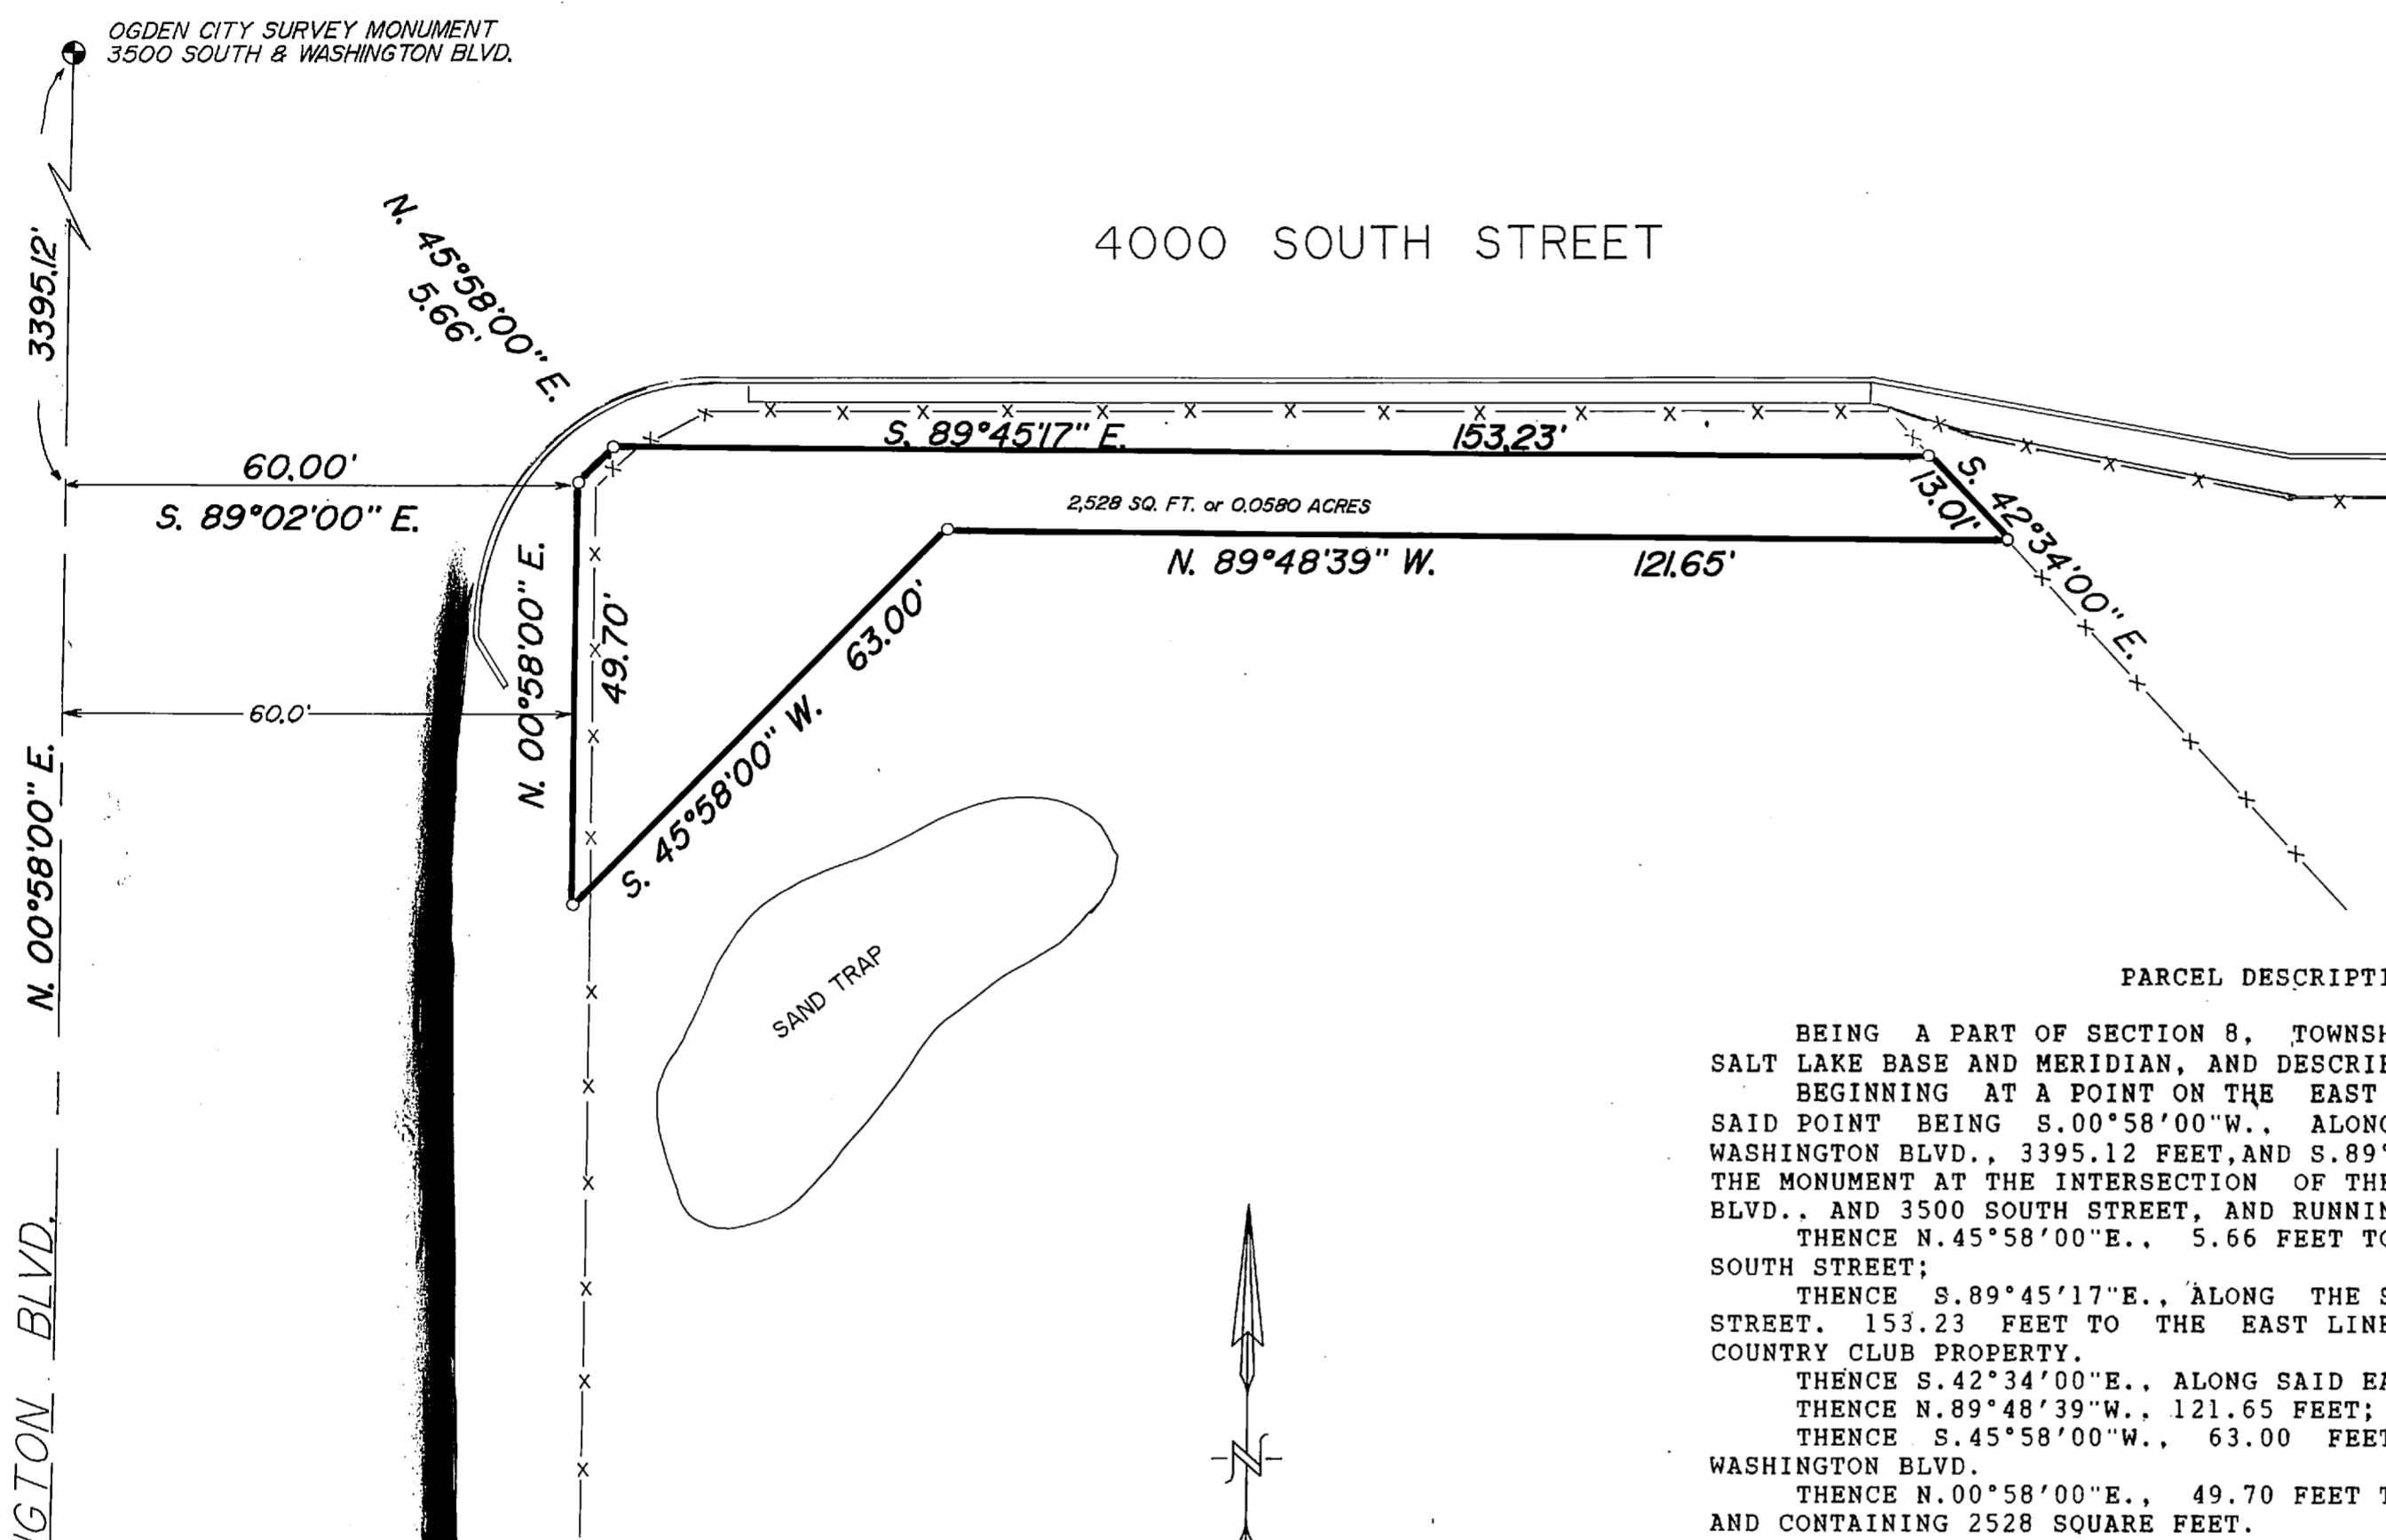 OGDEN CITY SURVEY MONUMENT
3500 SOUTH & WASHINGTON BLVD.
3395.12'
N. 45°58'00" E.
5.66'
4000 SOUTH STREET
60.00'
S. 89°02'00" E.
S. 89°45'17" E.
153.23'
S. 42°34'00" E.
13.01'
2,528 SQ. FT. or 0.0580 ACRES
N. 89°48'39" W.
121.65'
N. 00°58'00" E.
49.70'
63.00'
S. 45°58'00" W.
60.0'
N. 00°58'00" E.
SAND TRAP
NGTON BLVD.
N
PARCEL DESCRIPTI
BEING A PART OF SECTION 8, TOWNSH
SALT LAKE BASE AND MERIDIAN, AND DESCRIB
BEGINNING AT A POINT ON THE EAST
SAID POINT BEING S.00°58'00"W., ALONG
WASHINGTON BLVD., 3395.12 FEET,AND S.89°
THE MONUMENT AT THE INTERSECTION OF THE
BLVD., AND 3500 SOUTH STREET, AND RUNNIN
THENCE N.45°58'00"E., 5.66 FEET TO
SOUTH STREET;
THENCE S.89°45'17"E., ALONG THE S
STREET. 153.23 FEET TO THE EAST LINE
COUNTRY CLUB PROPERTY.
THENCE S.42°34'00"E., ALONG SAID EA
THENCE N.89°48'39"W., 121.65 FEET;
THENCE S.45°58'00"W., 63.00 FEET
WASHINGTON BLVD.
THENCE N.00°58'00"E., 49.70 FEET T
AND CONTAINING 2528 SQUARE FEET.